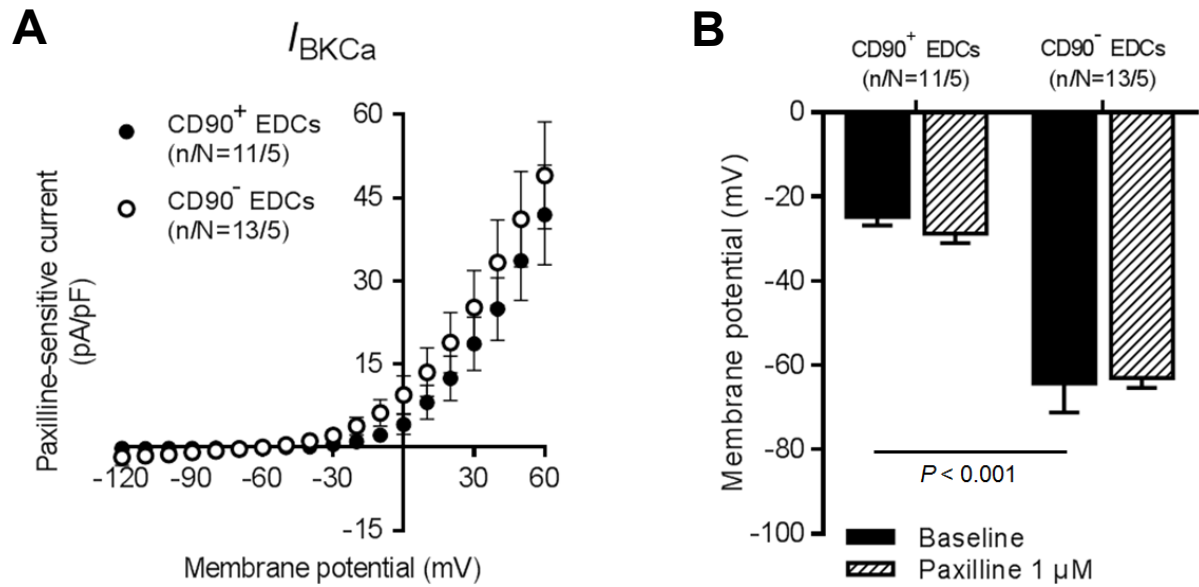 A
I BKCa
CD90+ EDCs
(n/N=11/5)
CD90- EDCs
(n/N=13/5)
Paxilline-sensitive current
(pA/pF)
60
45
30
15
-15
-120 -90 -60 -30 30 60
Membrane potential (mV)
B
CD90+ EDCs CD90- EDCs
(n/N=11/5) (n/N=13/5)
Membrane potential (mV)
0
-20
-40
-60
-80
-100
P < 0.001
Baseline
Paxilline 1 µM